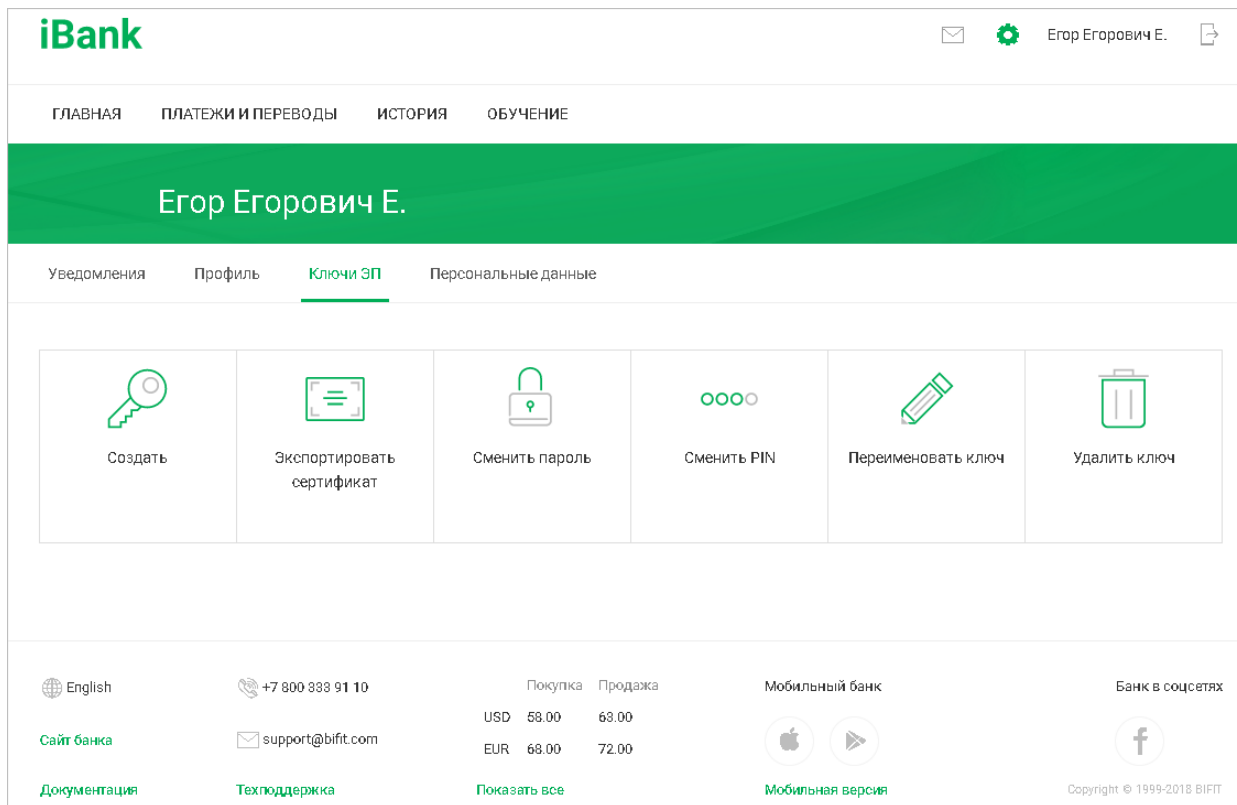 iBank
Егор Егорович Е.
ГЛАВНАЯ ПЛАТЕЖИ И ПЕРЕВОДЫ ИСТОРИЯ ОБУЧЕНИЕ
Егор Егорович Е.
Уведомления Профиль Ключи ЭП Персональные данные
Создать
Экспортировать
сертификат
Сменить пароль
Сменить PIN
Переименовать ключ
Удалить ключ
English +7 800 333 91 10 Покупка Продажа Мобильный банк Банк в соцсетях
USD 58.00 63.00
Сайт банка support@bifit.com
EUR 68.00 72.00
Документация Техподдержка Показать все Мобильная версия Copyright © 1999-2018 BIFIT